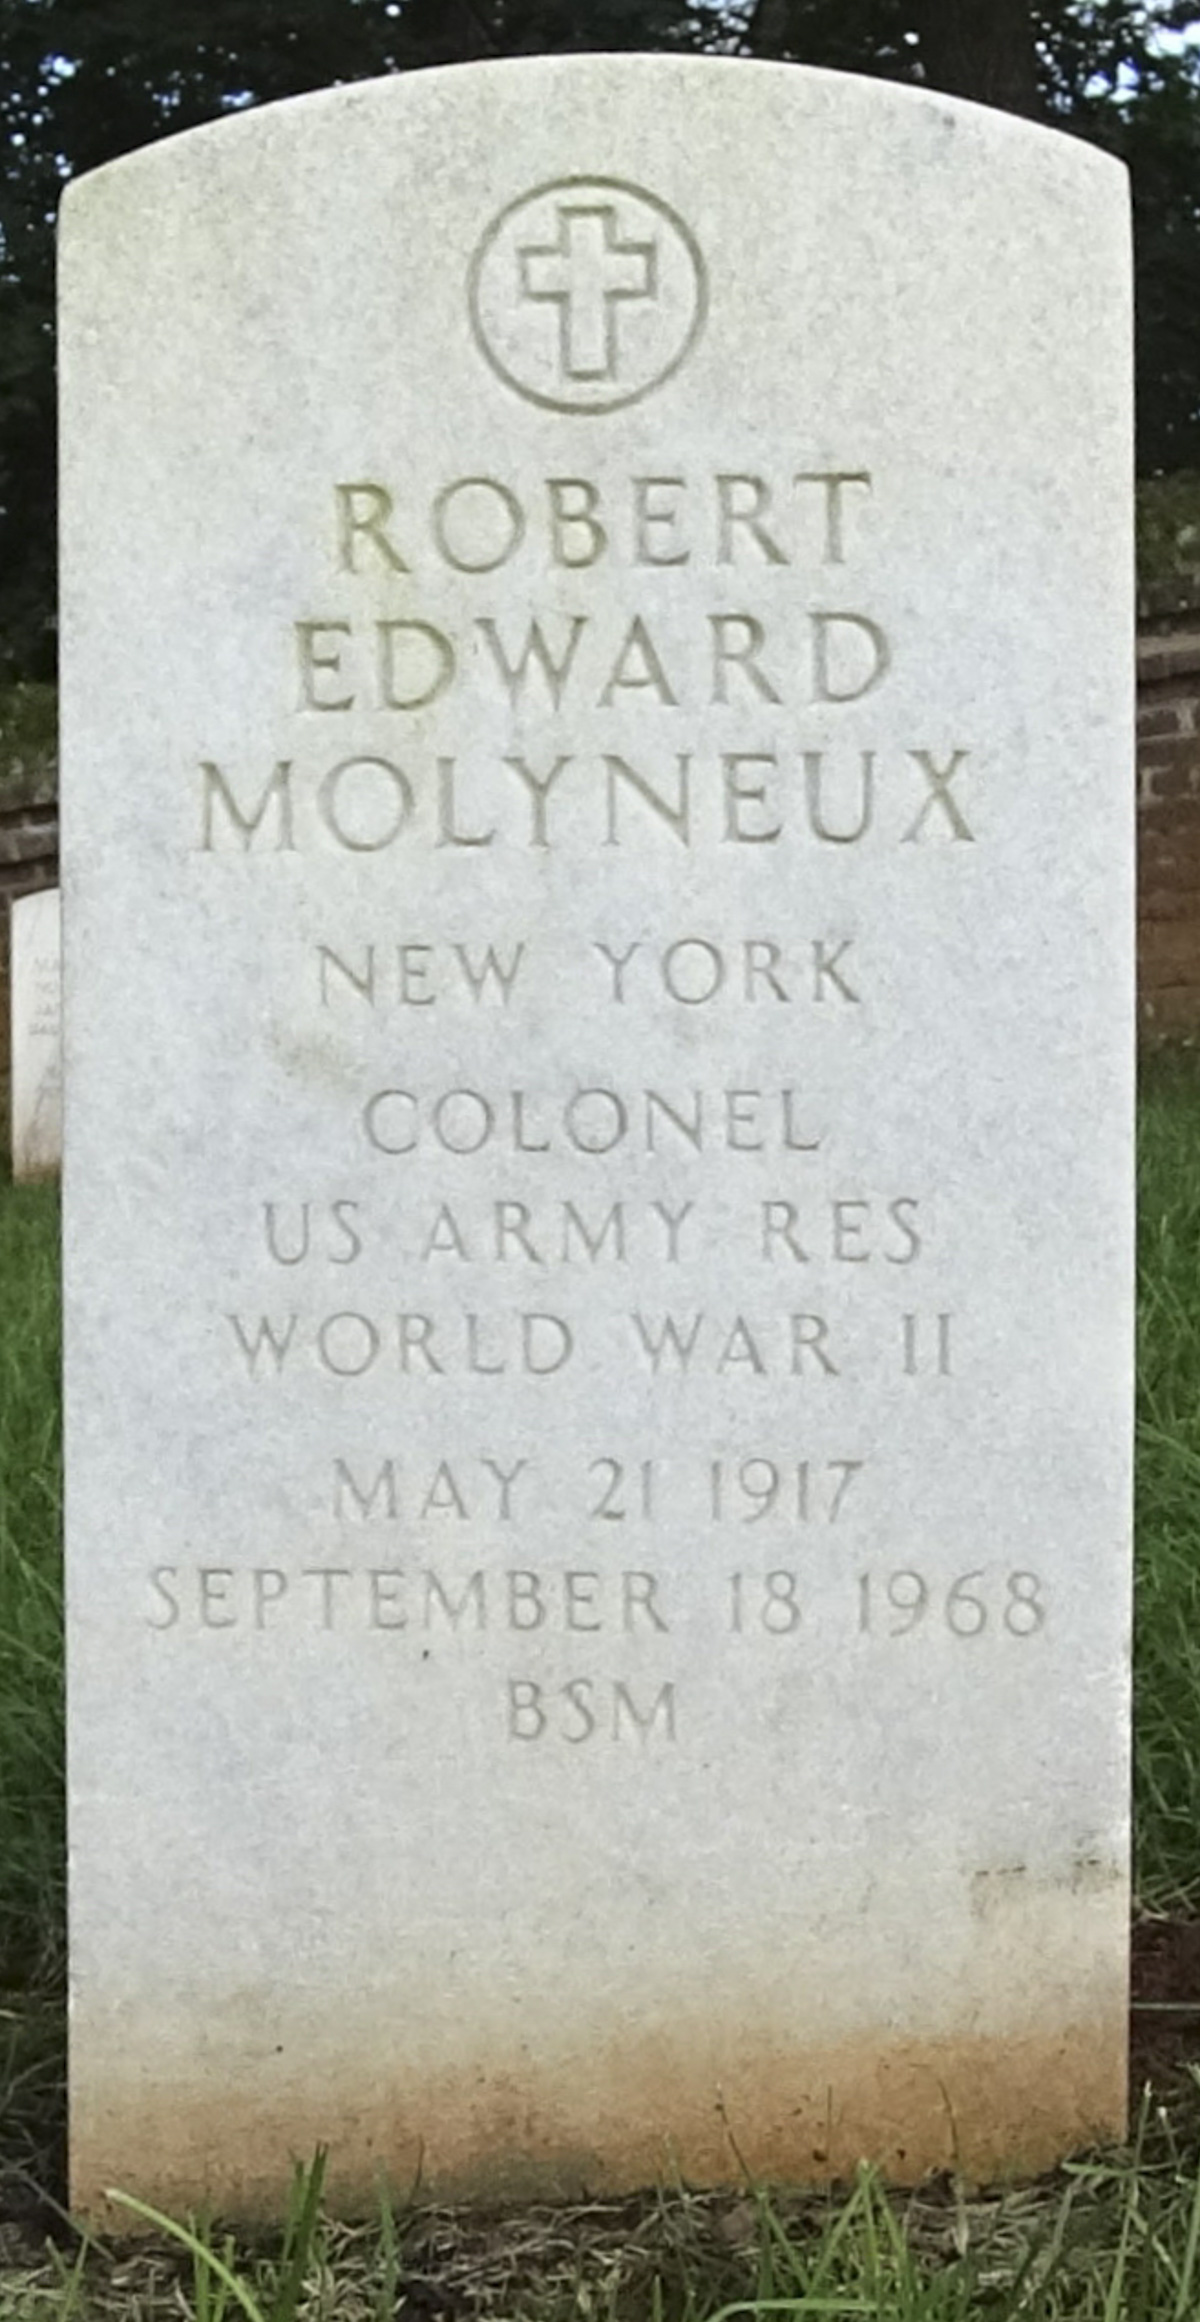 ROBERT
EDWARD
MOLYNEUX
NEW YORK
COLONEL
US ARMY RES
WORLD WAR II
MAY 21 1917
SEPTEMBER 18 1968
BSM